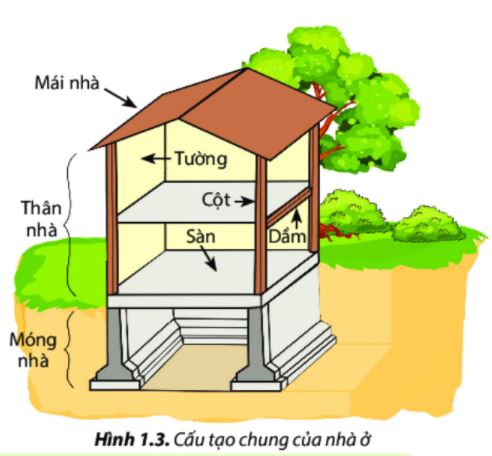 Mái nhà
Tường
Thân
nhà
Cột
Sàn
Dầm
Móng
nhà
Hình 1.3. Cấu tạo chung của nhà ở